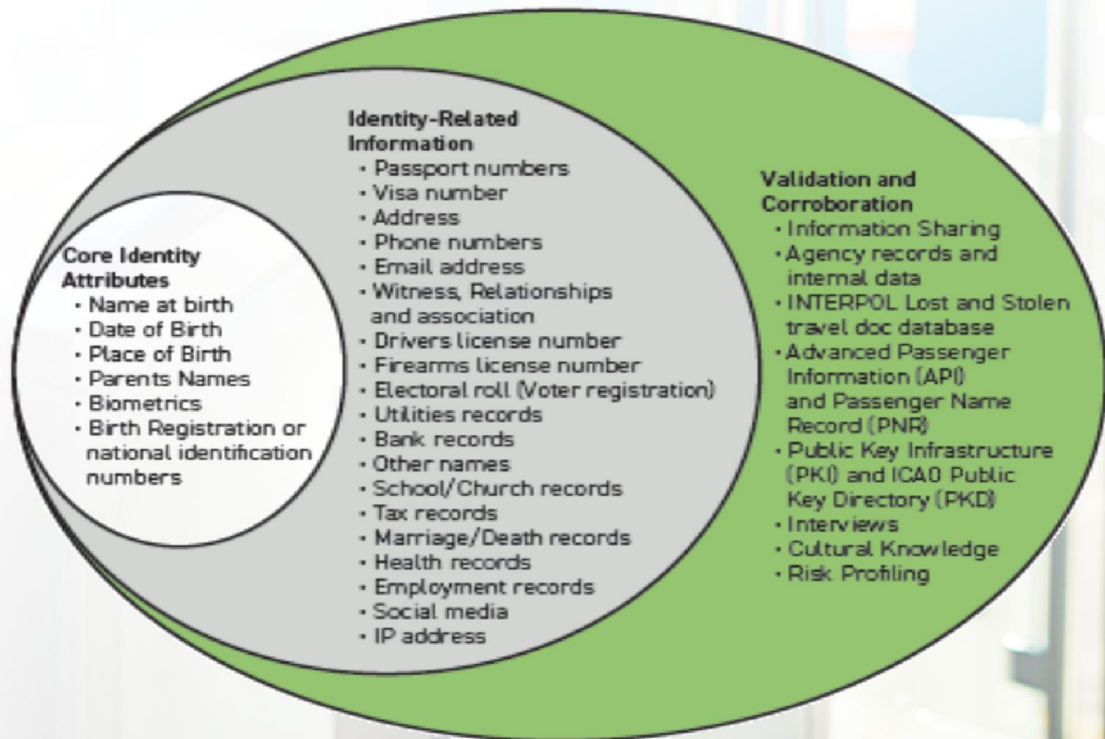 Core Identity
Attributes
• Name at birth
• Date of Birth
• Place of Birth
• Parents Names
• Biometrics
• Birth Registration or
national identification
numbers
Identity-Related
Information
• Passport numbers
• Visa number
• Address
• Phone numbers
• Email address
• Witness, Relationships
and association
• Drivers license number
• Firearms license number
• Electoral roll (Voter registration)
• Utilities records
• Bank records
• Other names
• School/Church records
• Tax records
• Marriage/Death records
• Health records
• Employment records
• Social media
• IP address
Validation and
Corroboration
• Information Sharing
• Agency records and
internal data
• INTERPOL Lost and Stolen
travel doc database
• Advanced Passenger
Information (API)
and Passenger Name
Record (PNR)
• Public Key Infrastructure
(PKI) and ICAO Public
Key Directory (PKD)
• Interviews
• Cultural Knowledge
• Risk Profiling